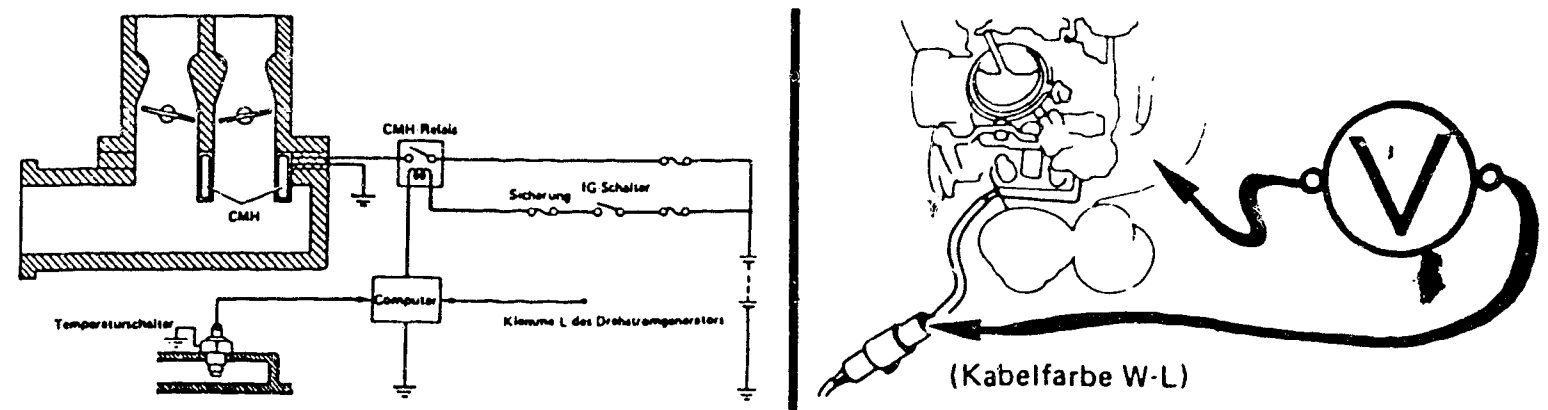 CMH-Relais
IG-Schalter
Sicherung
CMH
Computer
Temperaturschalter
Klemme L des Drehstromgenerators
V
(Kabelfarbe W-L)